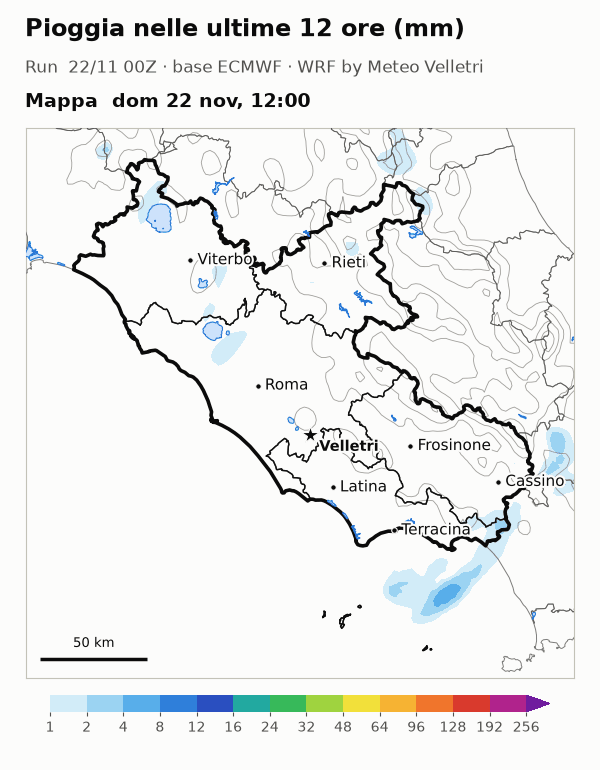 Pioggia nelle ultime 12 ore (mm)
Run 22/11 00Z · base ECMWF · WRF by Meteo Velletri
Mappa dom 22 nov, 12:00
Viterbo
Rieti
Roma
Velletri
Frosinone
Cassino
Latina
Terracina
50 km
1 2 4 8 12 16 24 32 48 64 96 128 192 256